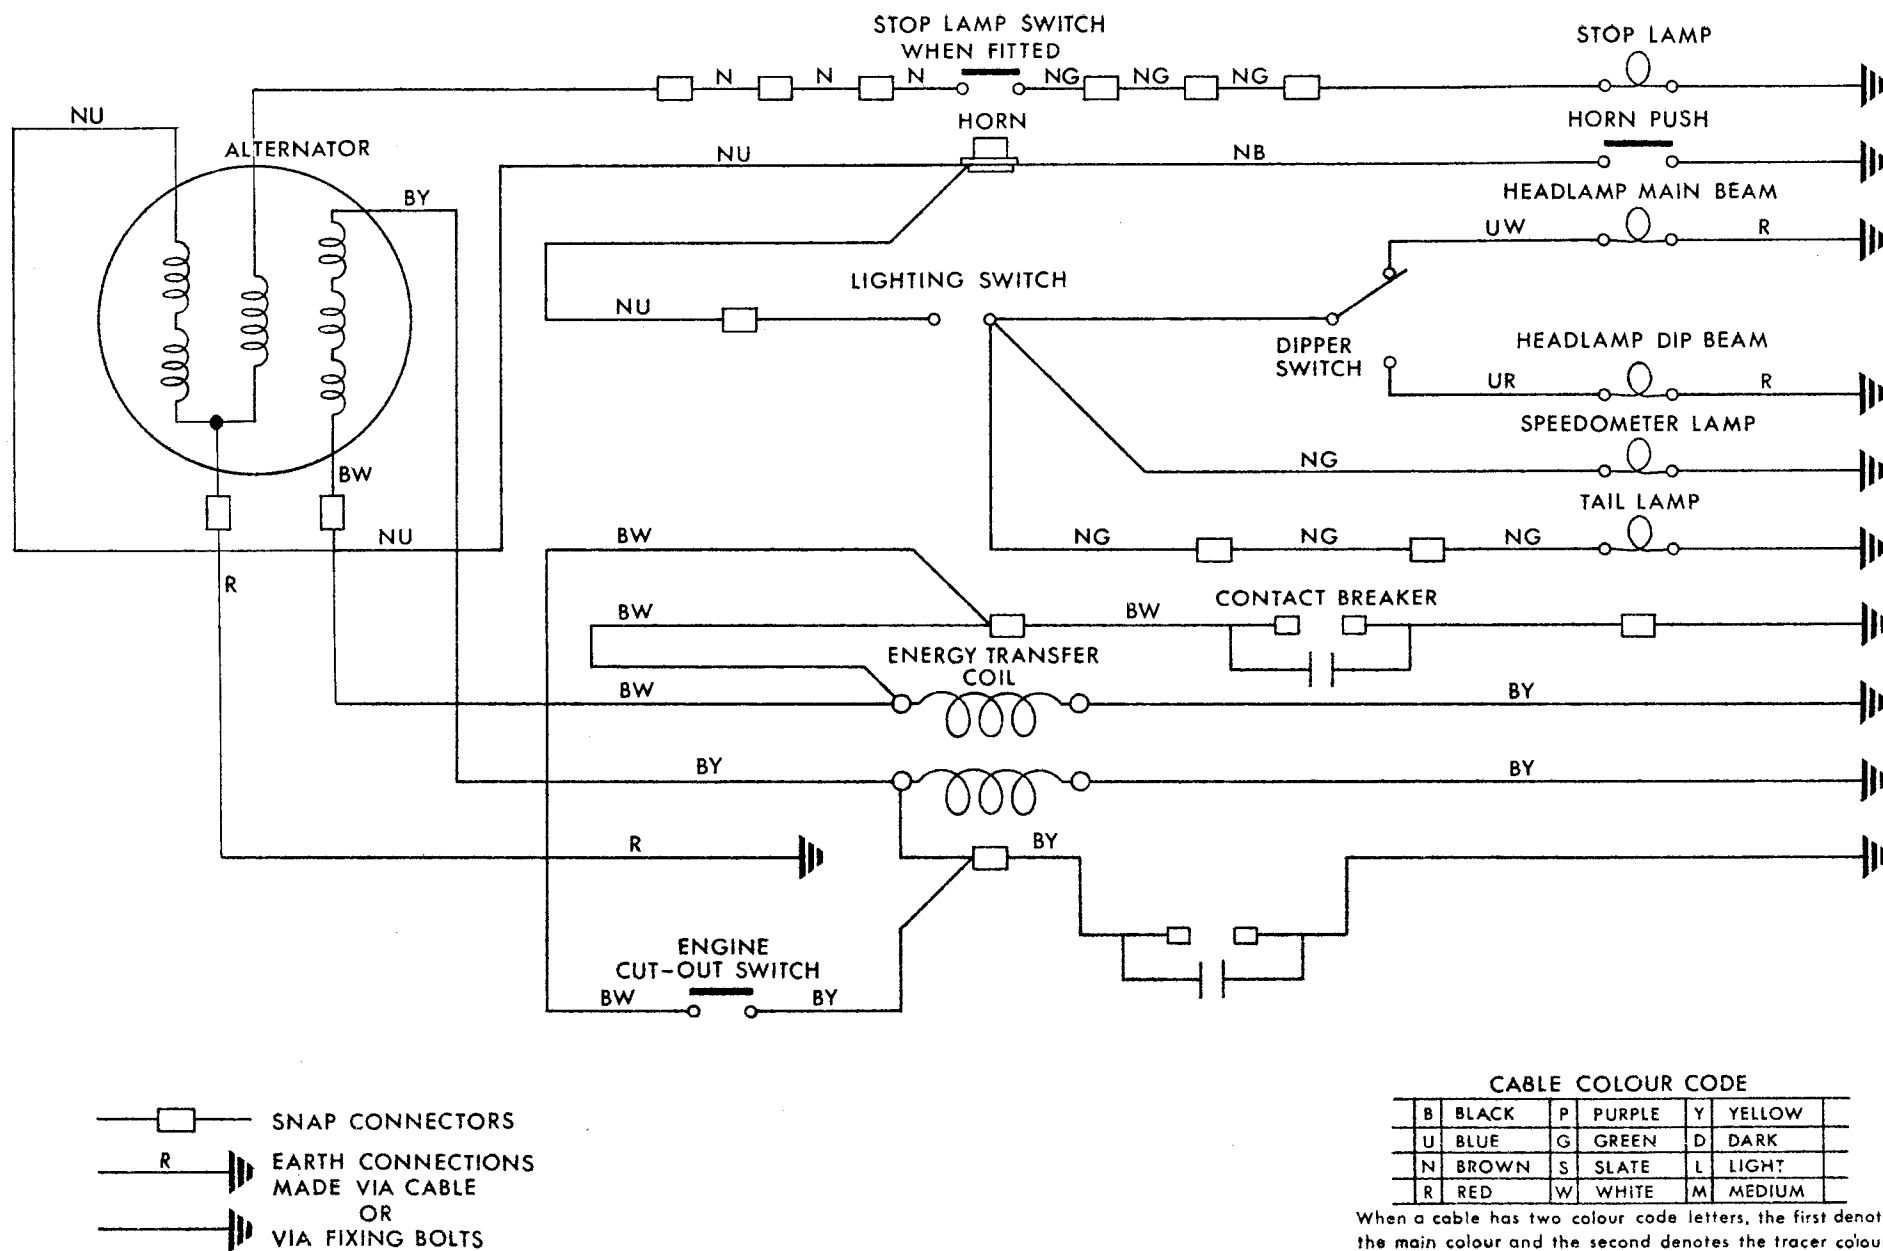 STOP LAMP SWITCH
WHEN FITTED
STOP LAMP
N N N NG NG NG
NU
HORN
HORN PUSH
ALTERNATOR
NU
NB
BY
HEADLAMP MAIN BEAM
UW
R
LIGHTING SWITCH
NU
DIPPER
SWITCH
HEADLAMP DIP BEAM
UR
R
SPEEDOMETER LAMP
NG
BW
TAIL LAMP
NU
BW
NG NG NG
R
BW
BW
CONTACT BREAKER
ENERGY TRANSFER
COIL
BW
BY
BY
BY
R
BY
ENGINE
CUT-OUT SWITCH
BW
BY
SNAP CONNECTORS
R
EARTH CONNECTIONS
MADE VIA CABLE
OR
VIA FIXING BOLTS
CABLE COLOUR CODE
B BLACK P PURPLE Y YELLOW
U BLUE G GREEN D DARK
N BROWN S SLATE L LIGHT
R RED W WHITE M MEDIUM
When a cable has two colour code letters, the first denot
the main colour and the second denotes the tracer colou